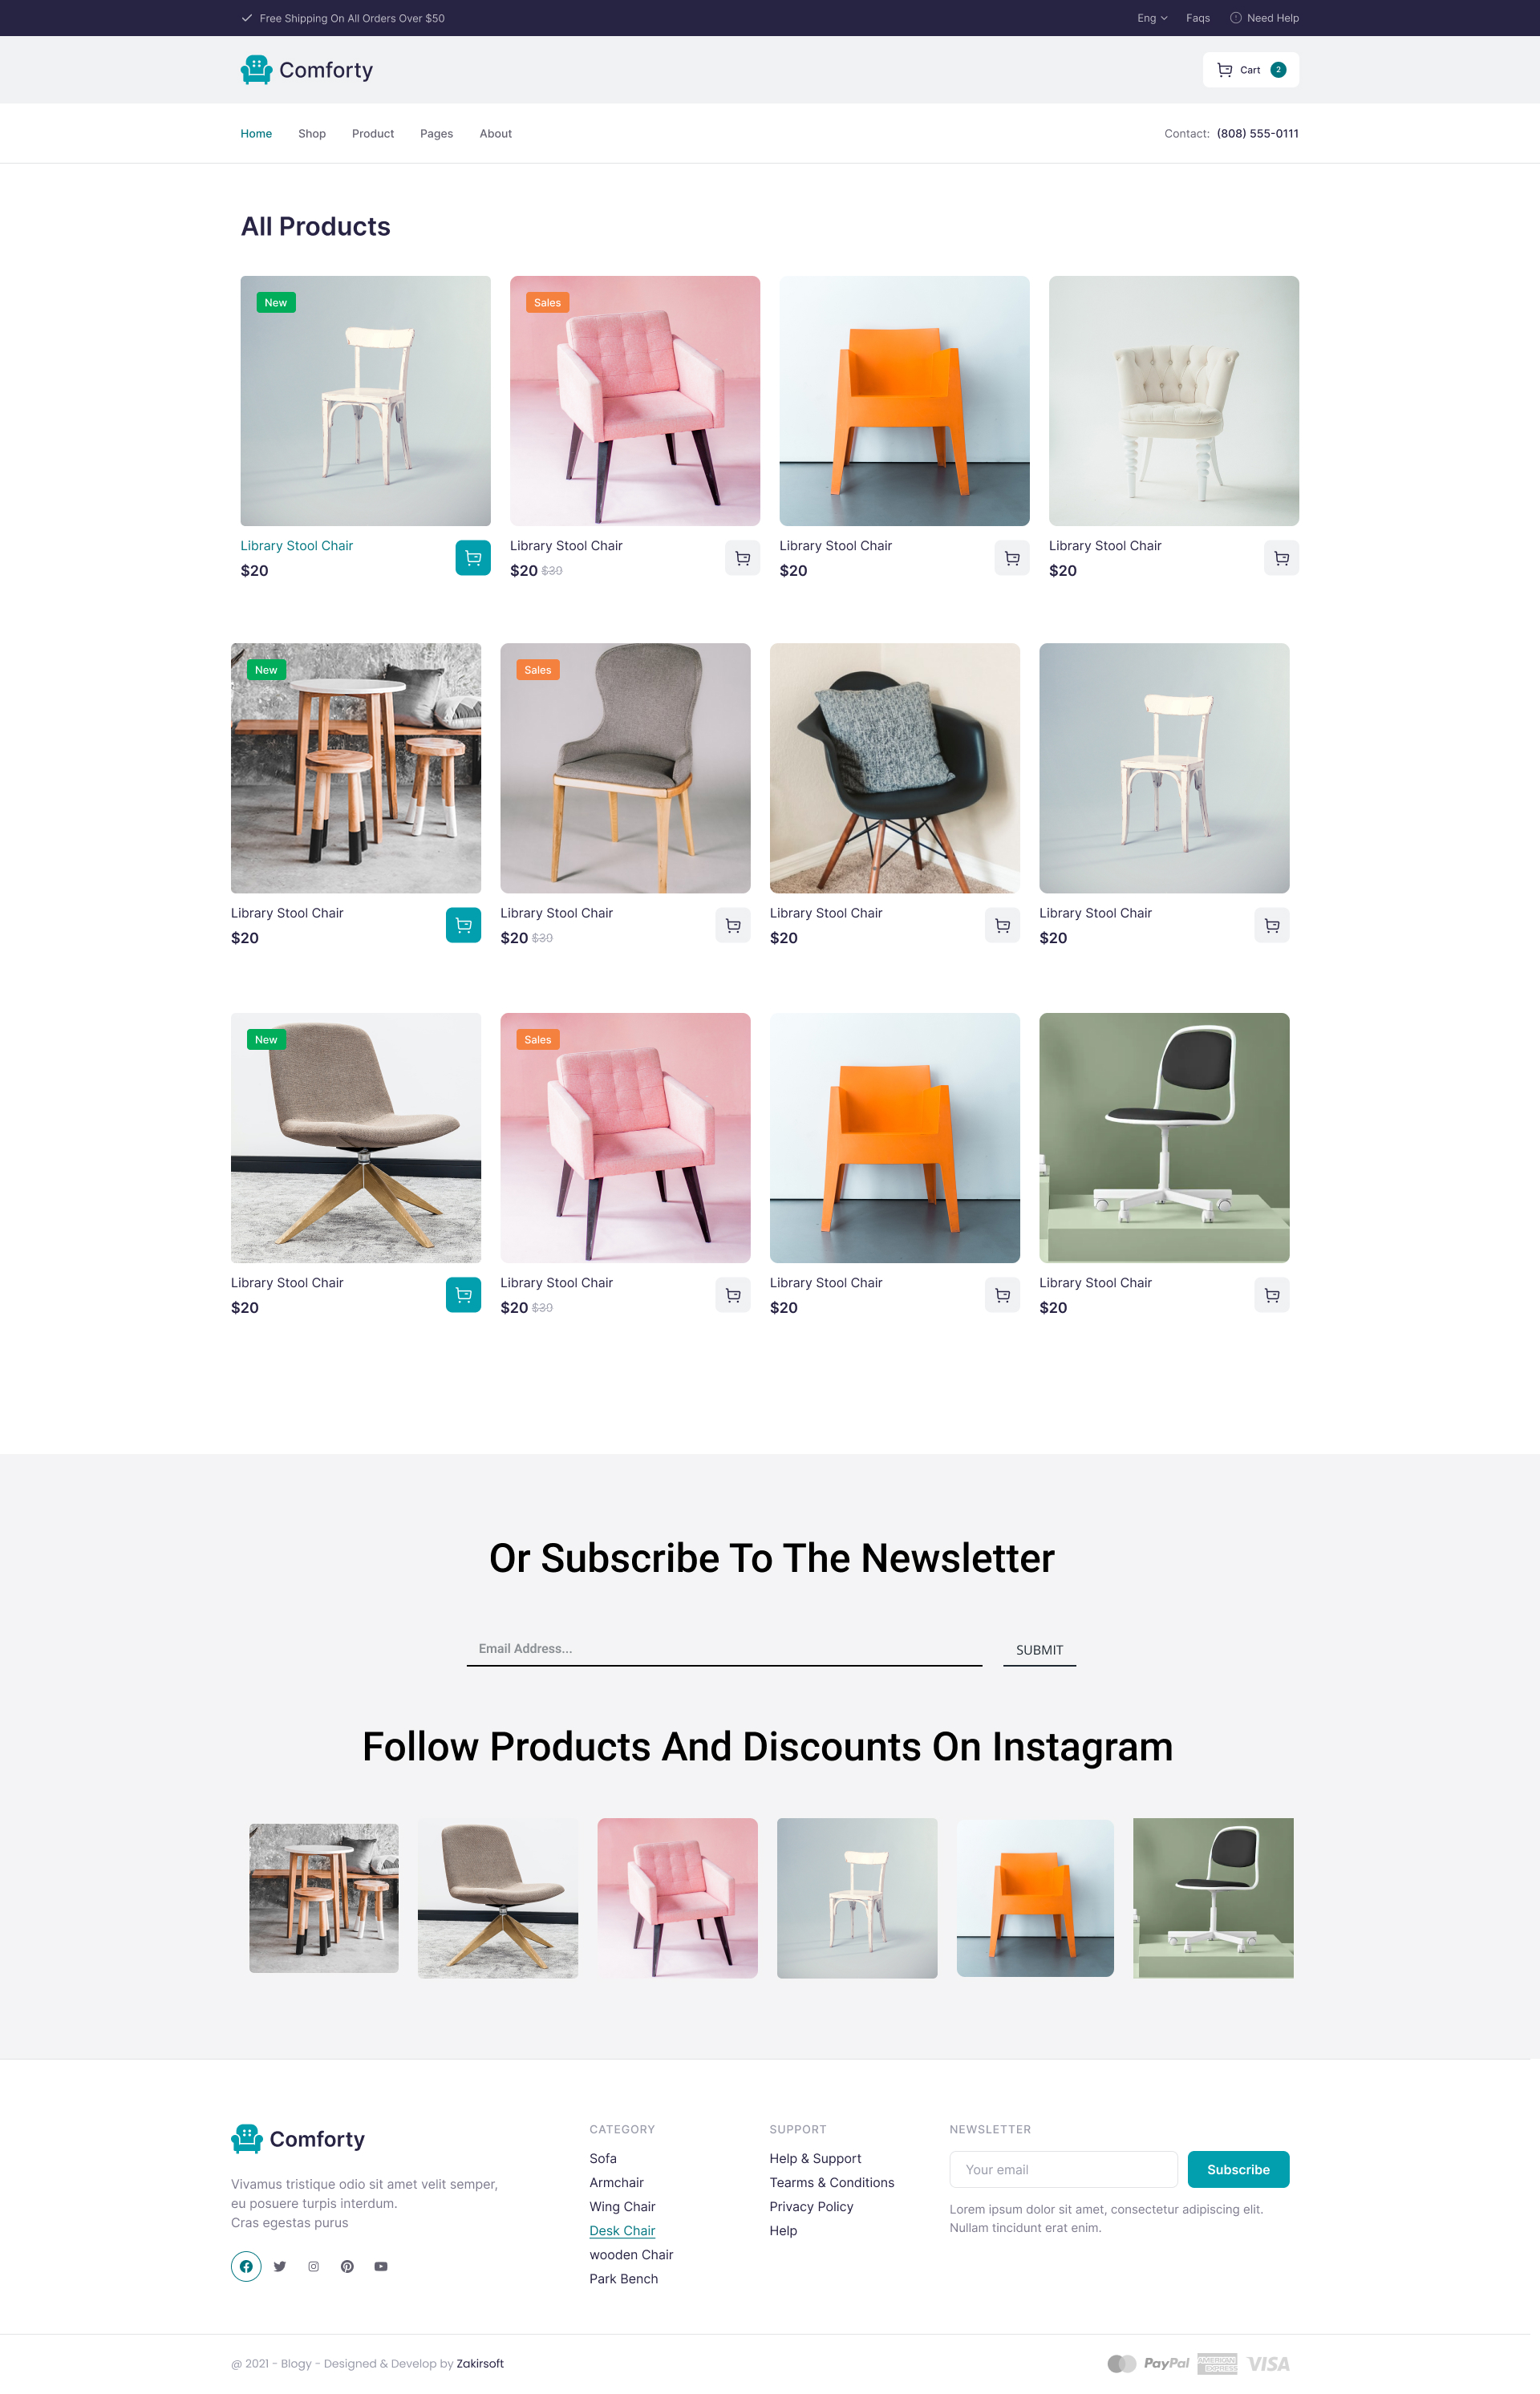 Free Shipping On All Orders Over $50
Eng
Faqs
Need Help
Comforty
Cart 2
Home
Shop
Product
Pages
About
Contact: (808) 555-0111
All Products
New
Sales
Library Stool Chair
$20
Library Stool Chair
$20 $39
Library Stool Chair
$20
Library Stool Chair
$20
New
Sales
Library Stool Chair
$20
Library Stool Chair
$20 $39
Library Stool Chair
$20
Library Stool Chair
$20
New
Sales
Library Stool Chair
$20
Library Stool Chair
$20 $39
Library Stool Chair
$20
Library Stool Chair
$20
Or Subscribe To The Newsletter
Email Address...
SUBMIT
Follow Products And Discounts On Instagram
Comforty
Vivamus tristique odio sit amet velit semper,
eu posuere turpis interdum.
Cras egestas purus
CATEGORY
Sofa
Armchair
Wing Chair
Desk Chair
wooden Chair
Park Bench
SUPPORT
Help & Support
Tearms & Conditions
Privacy Policy
Help
NEWSLETTER
Your email
Subscribe
Lorem ipsum dolor sit amet, consectetur adipiscing elit.
Nullam tincidunt erat enim.
@ 2021 - Blogy - Designed & Develop by Zakirsoft
PayPal
AMERICAN
EXPRESS
VISA